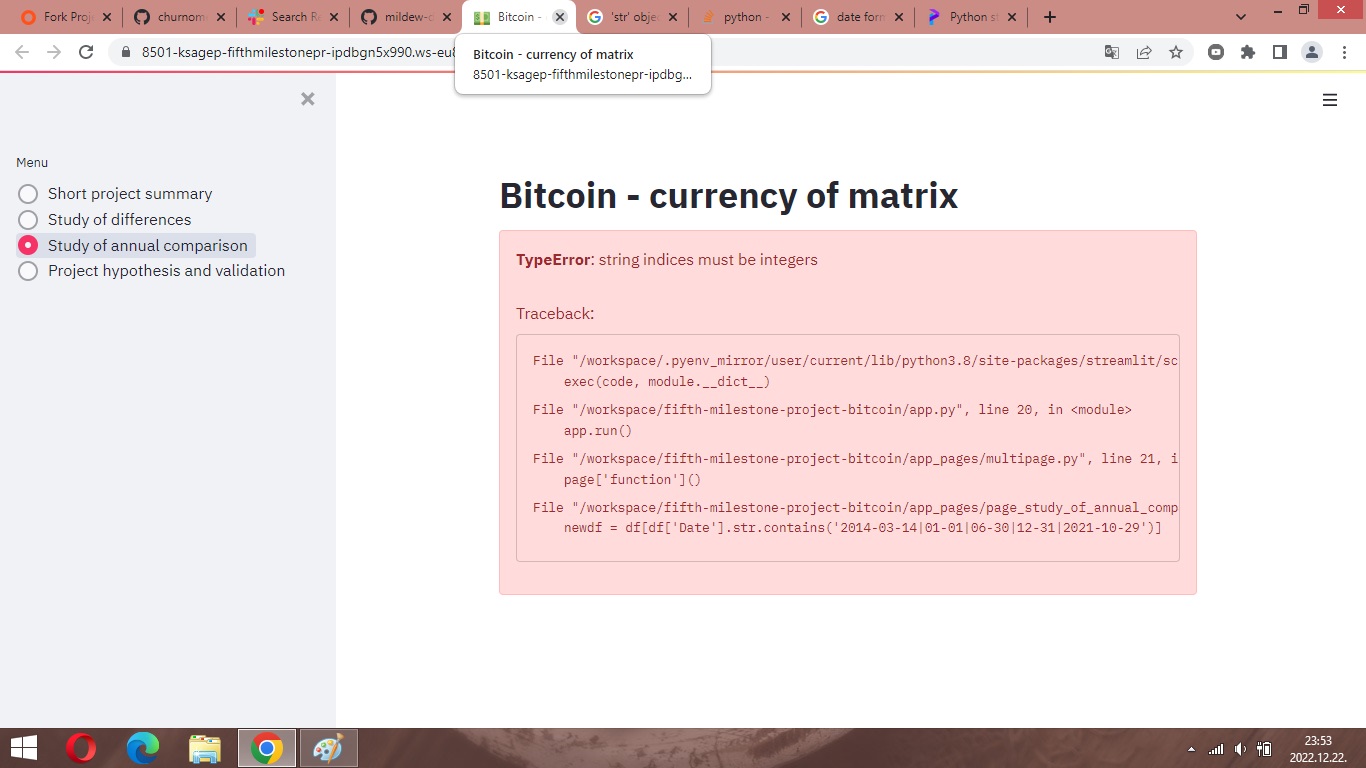 Fork Proj
churnom
Search Re
mildew-c
Bitcoin -
'str' objec
python -
date form
Python st
8501-ksagep-fifthmilestonepr-ipdbgn5x990.ws-eu8
Bitcoin - currency of matrix
8501-ksagep-fifthmilestonepr-ipdbg...
Menu
Short project summary
Study of differences
Study of annual comparison
Project hypothesis and validation
Bitcoin - currency of matrix
TypeError: string indices must be integers
Traceback:
File "/workspace/.pyenv_mirror/user/current/lib/python3.8/site-packages/streamlit/sc
exec(code, module.__dict__)
File "/workspace/fifth-milestone-project-bitcoin/app.py", line 20, in <module>
app.run()
File "/workspace/fifth-milestone-project-bitcoin/app_pages/multipage.py", line 21, i
page['function']()
File "/workspace/fifth-milestone-project-bitcoin/app_pages/page_study_of_annual_comp
newdf = df[df['Date'].str.contains('2014-03-14|01-01|06-30|12-31|2021-10-29')]
23:53
2022.12.22.